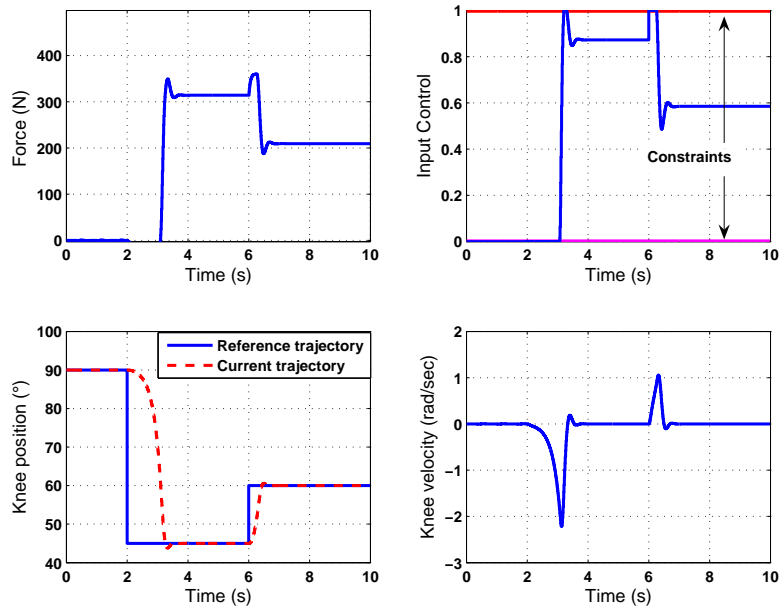 Force (N)
400
300
200
100
0
0 2 4 6 8 10
Time (s)
Input Control
1
0.8
0.6
0.4
0.2
0
Constraints
0 2 4 6 8 10
Time (s)
Knee position (°)
100
90
80
70
60
50
40
Reference trajectory
Current trajectory
0 2 4 6 8 10
Time (s)
Knee velocity (rad/sec)
2
1
0
−1
−2
−3
0 2 4 6 8 10
Time (s)